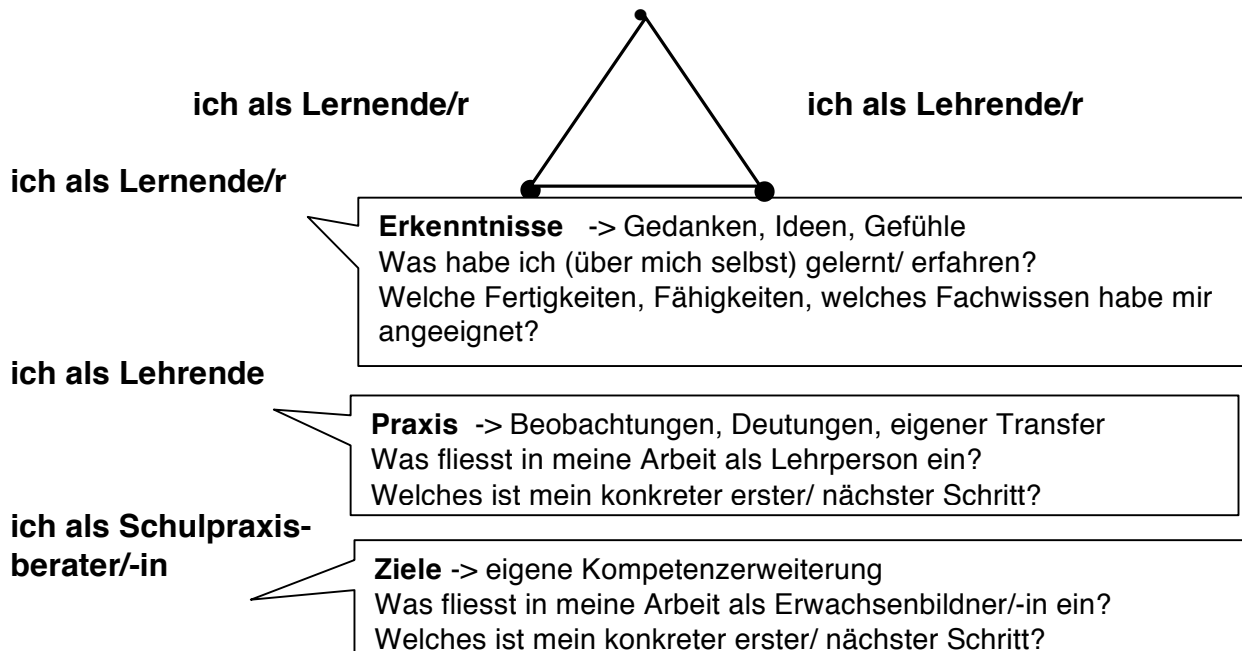 ich als Lernende/r ich als Lehrende/r
ich als Lernende/r
Erkenntnisse -> Gedanken, Ideen, Gefühle
Was habe ich (über mich selbst) gelernt/ erfahren?
Welche Fertigkeiten, Fähigkeiten, welches Fachwissen habe mir
angeeignet?
ich als Lehrende
Praxis -> Beobachtungen, Deutungen, eigener Transfer
Was fliesst in meine Arbeit als Lehrperson ein?
Welches ist mein konkreter erster/ nächster Schritt?
ich als Schulpraxis-
berater/-in
Ziele -> eigene Kompetenzerweiterung
Was fliesst in meine Arbeit als Erwachsenbildner/-in ein?
Welches ist mein konkreter erster/ nächster Schritt?